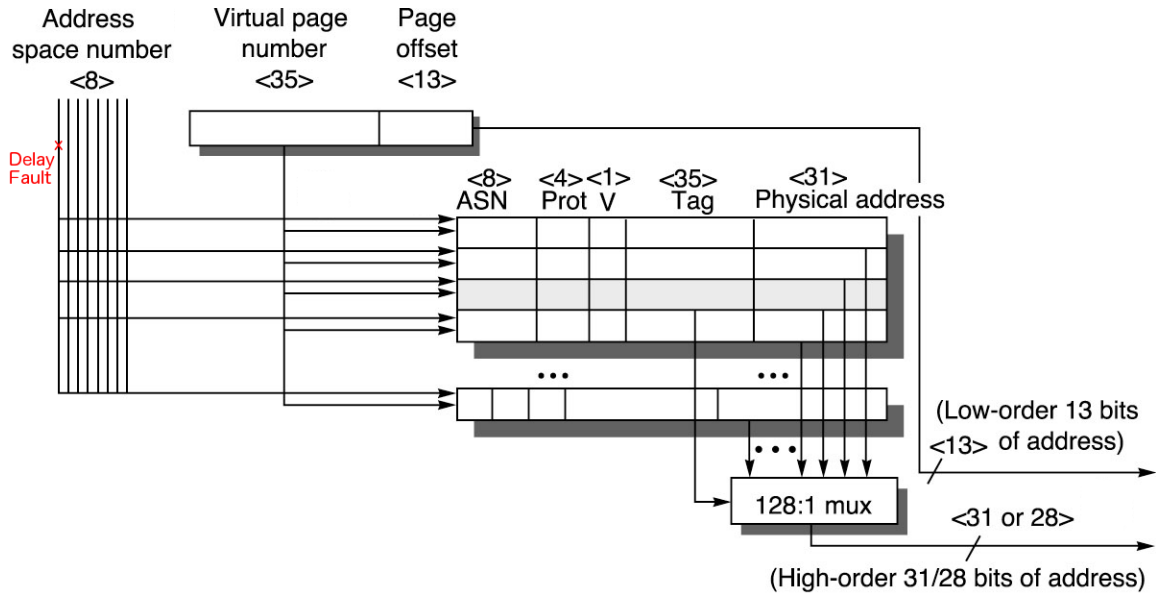 Address
space number
<8>
Virtual page
number
<35>
Page
offset
<13>
Delay
Fault
<8>
ASN
<4>
Prot
<1>
V
<35>
Tag
<31>
Physical address
•••
•••
•••
128:1 mux
(Low-order 13 bits
<13> of address)
<31 or 28>
(High-order 31/28 bits of address)